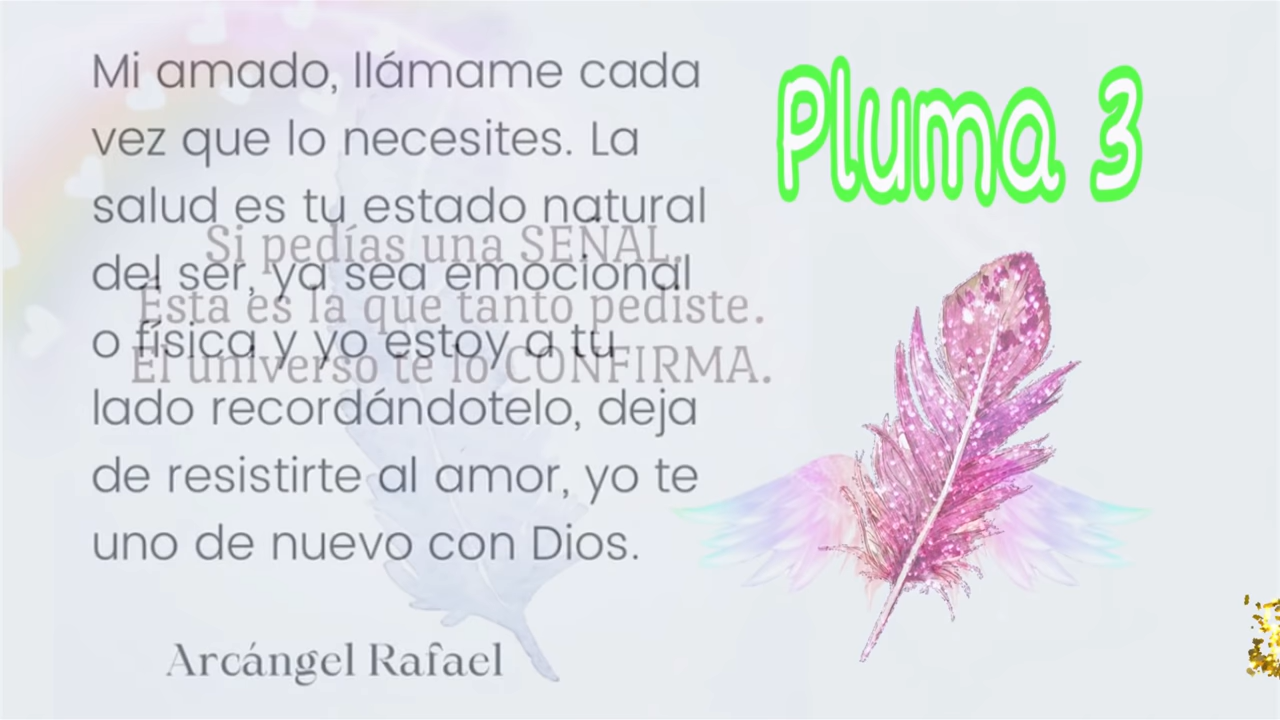 Mi amado, llámame cada
vez que lo necesites. La
salud es tu estado natural
del ser, ya sea emocional
o física y yo estoy a tu
lado recordándotelo, deja
de resistirte al amor, yo te
uno de nuevo con Dios.
Arcángel Rafael
Si pedías una SEÑAL.
Esta es la que tanto pediste.
El universo te lo CONFIRMA.
Pluma 3